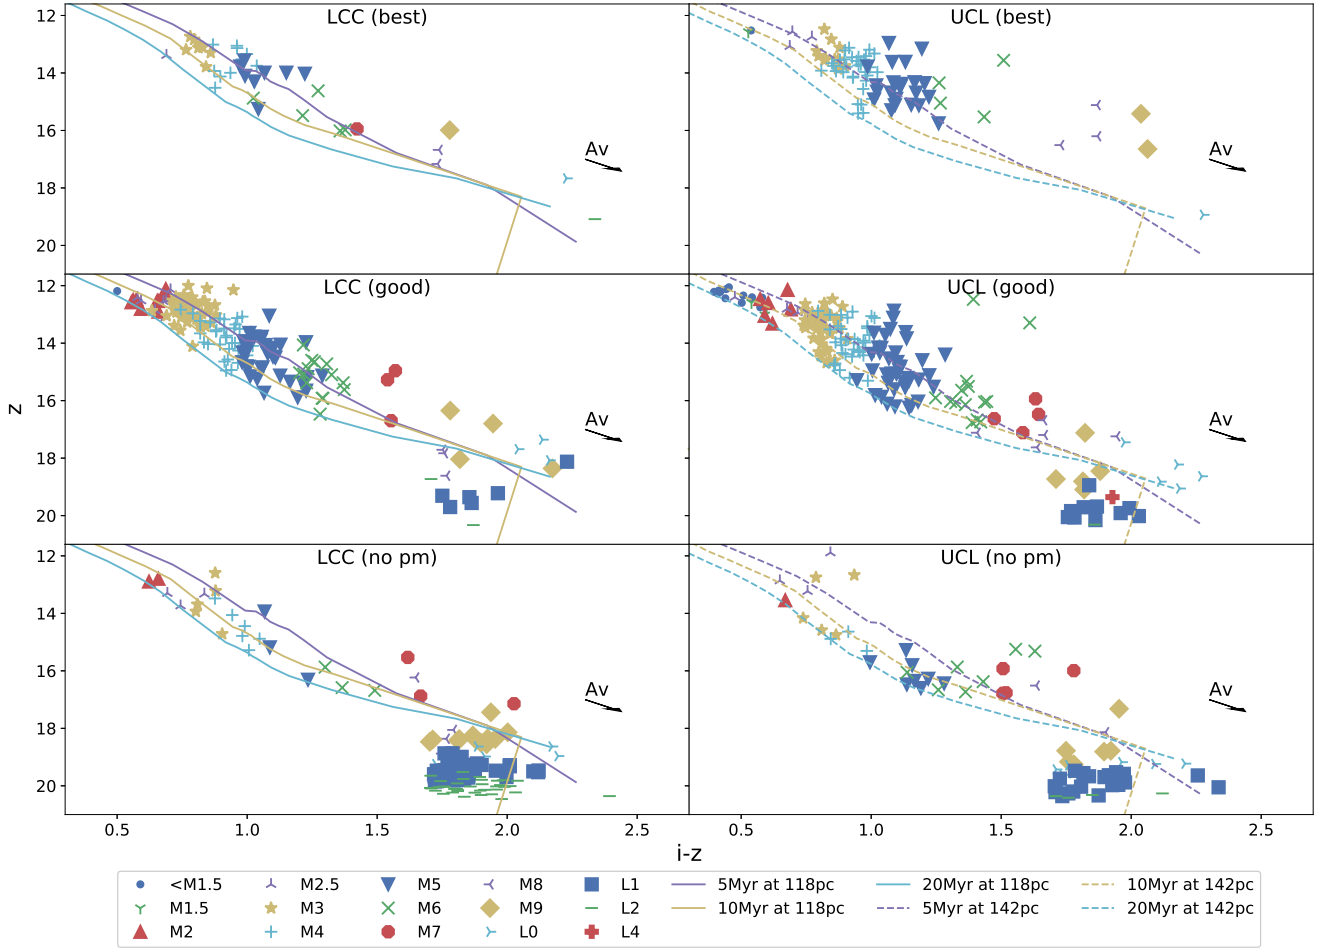 LCC (best)
UCL (best)
12
14
16
18
20
Av
Av
LCC (good)
UCL (good)
12
14
16
18
20
Av
Av
z
LCC (no pm)
UCL (no pm)
12
14
16
18
20
Av
Av
0.5 1.0 1.5 2.0 2.5 0.5 1.0 1.5 2.0 2.5
i-z
<M1.5 M2.5 M5 M8 L1 5Myr at 118pc 20Myr at 118pc 10Myr at 142pc
M1.5 M3 M6 M9 L2 10Myr at 118pc 5Myr at 142pc 20Myr at 142pc
M2 M4 M7 L0 L4